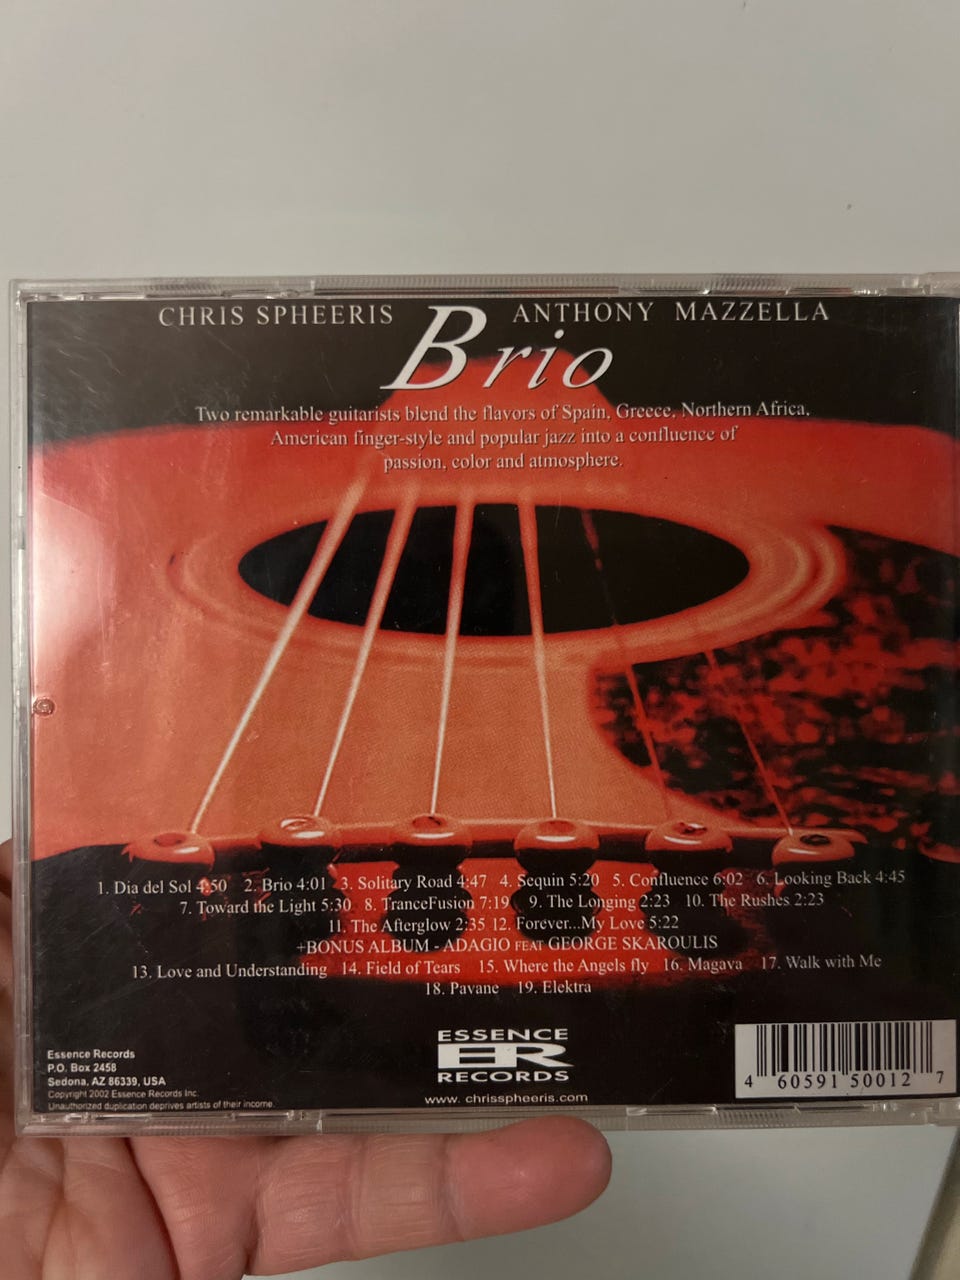 CHRIS SPHEERIS
ANTHONY MAZZELLA
Brio
Two remarkable guitarists blend the flavors of Spain, Greece, Northern Africa,
American finger-style and popular jazz into a confluence of
passion, color and atmosphere.
1. Dia del Sol 4:50 2. Brio 4:01 3. Solitary Road 4:47 4. Sequin 5:20 5. Confluence 6:02 6. Looking Back 4:45
7. Toward the Light 5:30 8. TranceFusion 7:19 9. The Longing 2:23 10. The Rushes 2:23
11. The Afterglow 2:35 12. Forever...My Love 5:22
+BONUS ALBUM - ADAGIO FEAT GEORGE SKAROULIS
13. Love and Understanding 14. Field of Tears 15. Where the Angels fly 16. Magava 17. Walk with Me
18. Pavane 19. Elektra
Essence Records
P.O. Box 2458
Sedona, AZ 86339, USA
Copyright 2002 Essence Records Inc.
Unauthorized duplication deprives artists of their income.
ESSENCE
ER
RECORDS
www. chrisspheeris.com
4 60591 50012 7